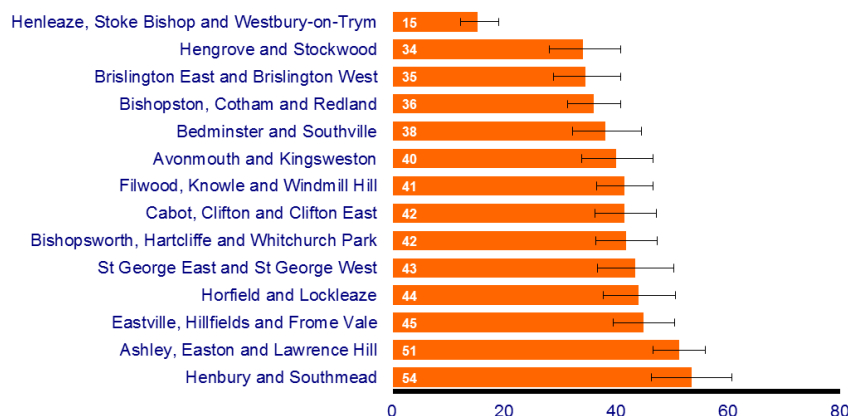 Henleaze, Stoke Bishop and Westbury-on-Trym 15
Hengrove and Stockwood 34
Brislington East and Brislington West 35
Bishopston, Cotham and Redland 36
Bedminster and Southville 38
Avonmouth and Kingsweston 40
Filwood, Knowle and Windmill Hill 41
Cabot, Clifton and Clifton East 42
Bishopsworth, Hartcliffe and Whitchurch Park 42
St George East and St George West 43
Horfield and Lockleaze 44
Eastville, Hillfields and Frome Vale 45
Ashley, Easton and Lawrence Hill 51
Henbury and Southmead 54
0 20 40 60 80